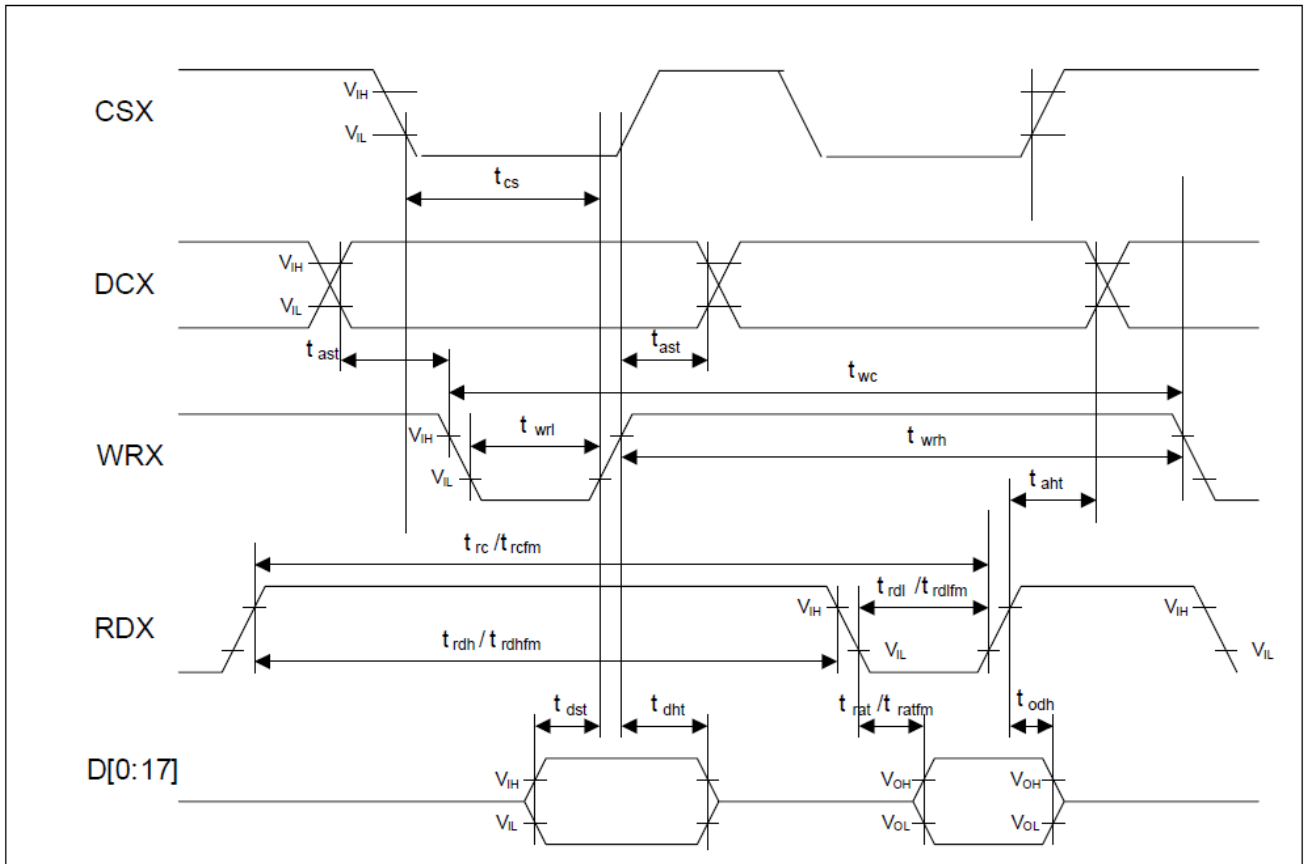 CSX
VIH
VIL
tcs
DCX
VIH
VIL
tast
tast
twc
WRX
VIH
VIL
twrl
twrh
taht
trc /trcfm
RDX
VIH
trdl /trdlfm
VIH
trdh / trdhfm
VIL
VIL
tdst
tdht
trat /tratfm
todh
D[0:17]
VIH
VIL
VOH
VOL
VOH
VOL